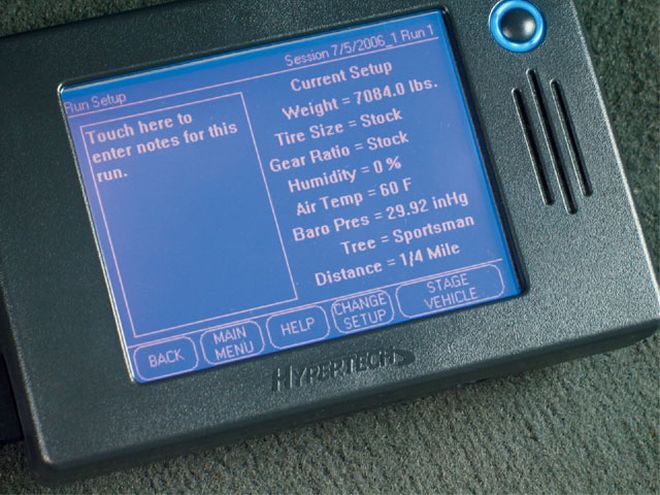 Session 7/5/2006_1 Run 1
Run Setup
Touch here to
enter notes for this
run.
Current Setup
Weight = 7084.0 lbs.
Tire Size = Stock
Gear Ratio = Stock
Humidity = 0 %
Air Temp = 60 F
Baro Pres = 29.92 inHg
Tree = Sportsman
Distance = 1/4 Mile
BACK
MAIN
MENU
HELP
CHANGE
SETUP
STAGE
VEHICLE
HYPERTECH